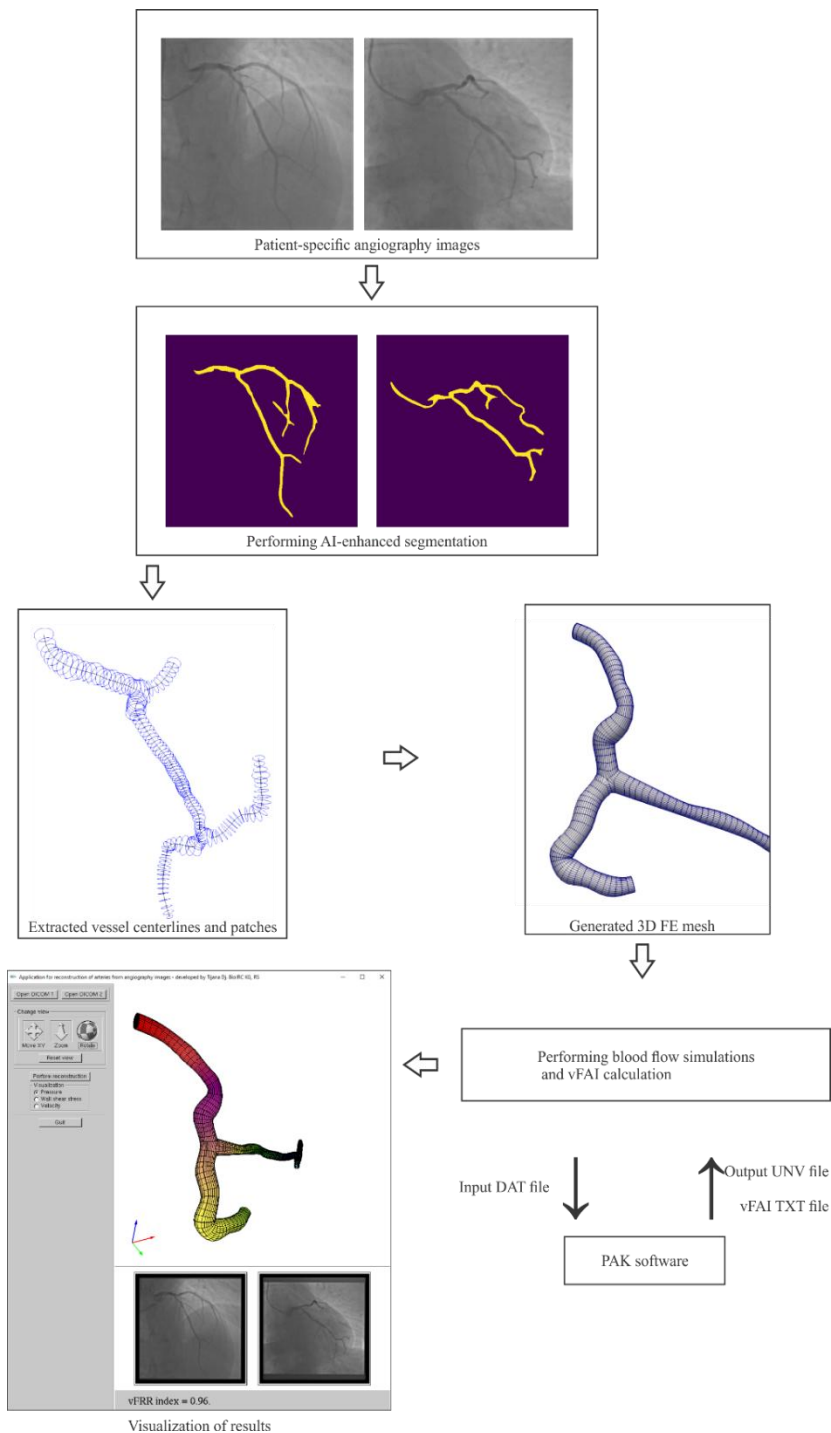 Patient-specific angiography images
Performing AI-enhanced segmentation
Extracted vessel centerlines and patches
Generated 3D FE mesh
Performing blood flow simulations
and vFAI calculation
Input DAT file
Output UNV file
vFAI TXT file
PAK software
Application for reconstruction of arteries from angiography images - developed by Tijana Dj, BioIRC KG, RS
Open DICOM 1
Open DICOM 2
Change view
Move XY
Zoom
Rotate
Reset view
Perform reconstruction
Visualization
Pressure
Wall shear stress
Velocity
Quit
vFRR index = 0.96.
Visualization of results